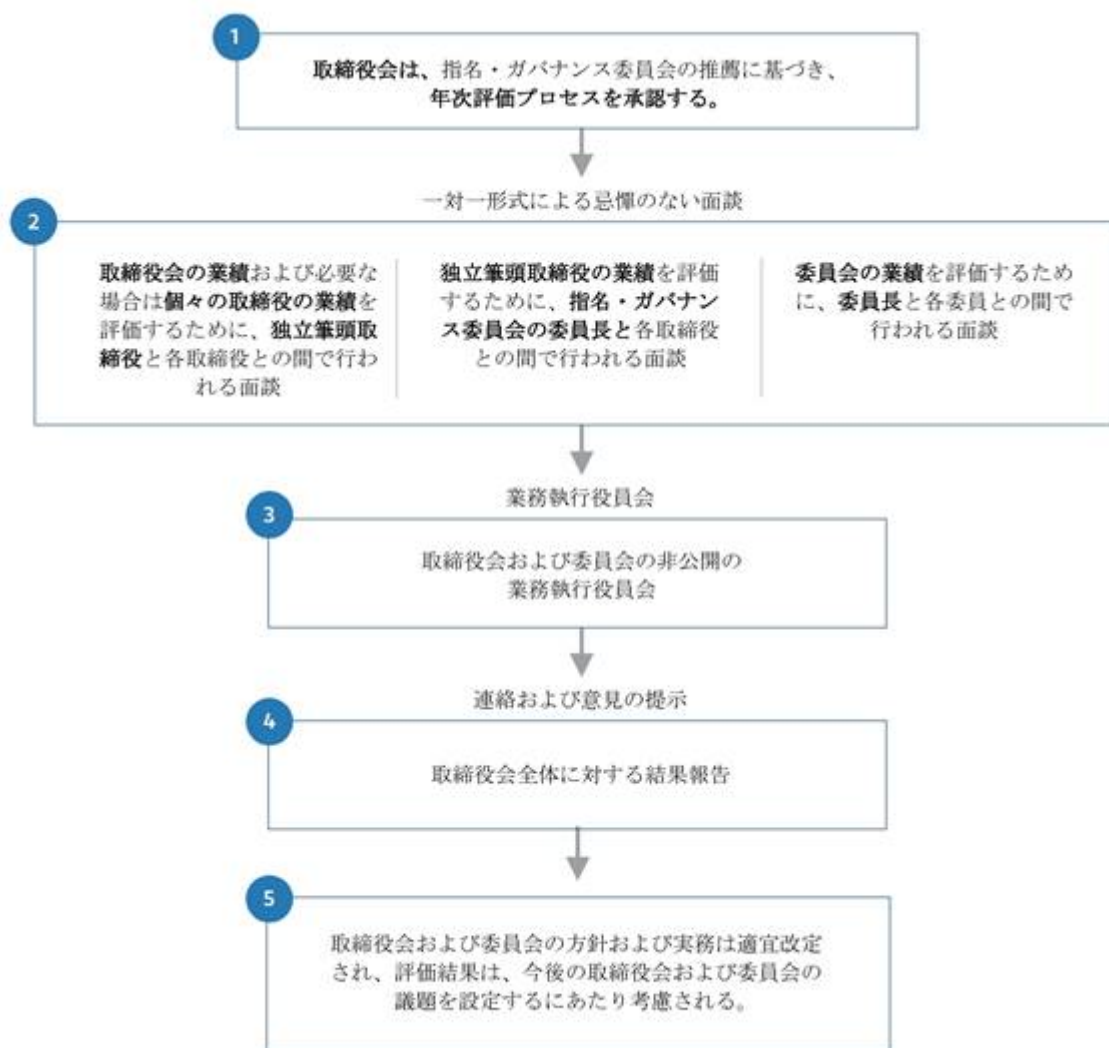 1
取締役会は、指名・ガバナンス委員会の推薦に基づき、
年次評価プロセスを承認する。
一対一形式による忌憚のない面談
2
取締役会の業績および必要な
場合は個々の取締役の業績を
評価するために、独立筆頭取
締役と各取締役との間で行わ
れる面談
独立筆頭取締役の業績を評価
するために、指名・ガバナン
ス委員会の委員長と各取締役
との間で行われる面談
委員会の業績を評価するため
に、委員長と各委員との間で
行われる面談
業務執行役員会
3
取締役会および委員会の非公開の
業務執行役員会
連絡および意見の提示
4
取締役会全体に対する結果報告
5
取締役会および委員会の方針および実務は適宜改定
され、評価結果は、今後の取締役会および委員会の
議題を設定するにあたり考慮される。